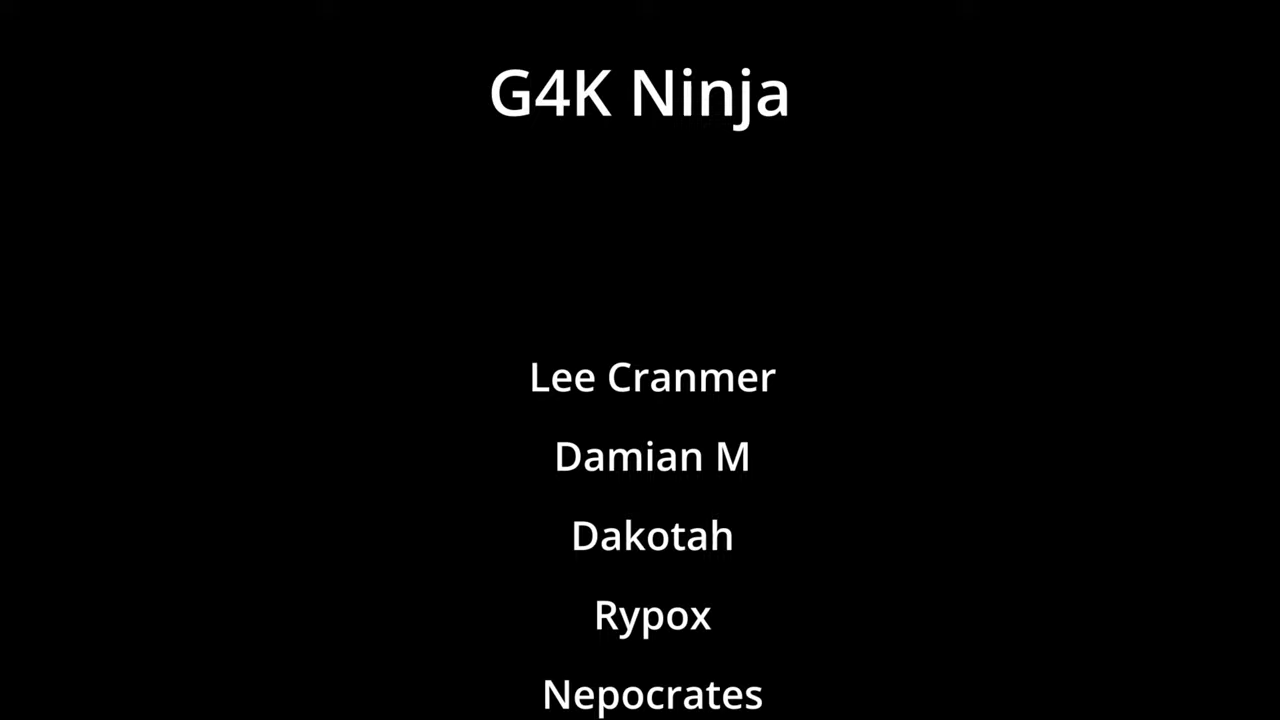 G4K Ninja
Lee Cranmer
Damian M
Dakotah
Rypox
Nepocrates